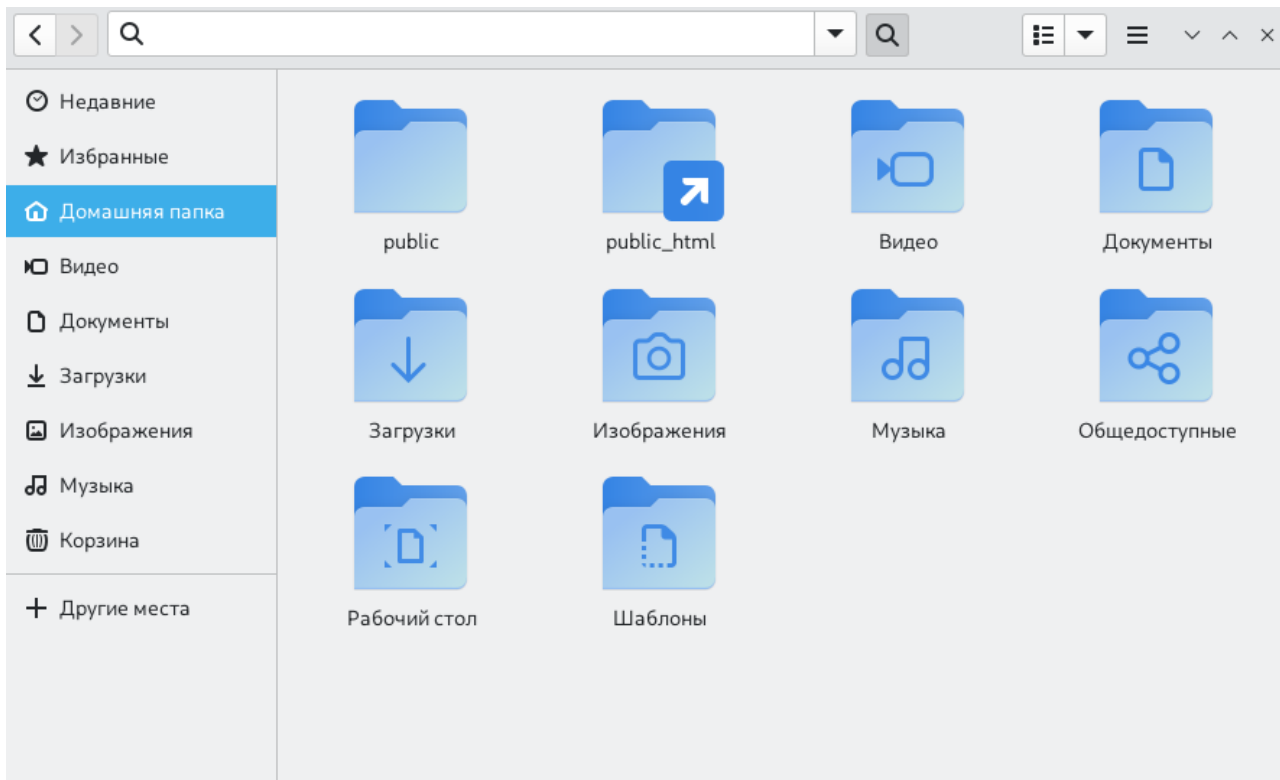 Недавние
Избранные
Домашняя папка
Видео
Документы
Загрузки
Изображения
Музыка
Корзина
Другие места
public
public_html
Видео
Документы
Загрузки
Изображения
Музыка
Общедоступные
Рабочий стол
Шаблоны